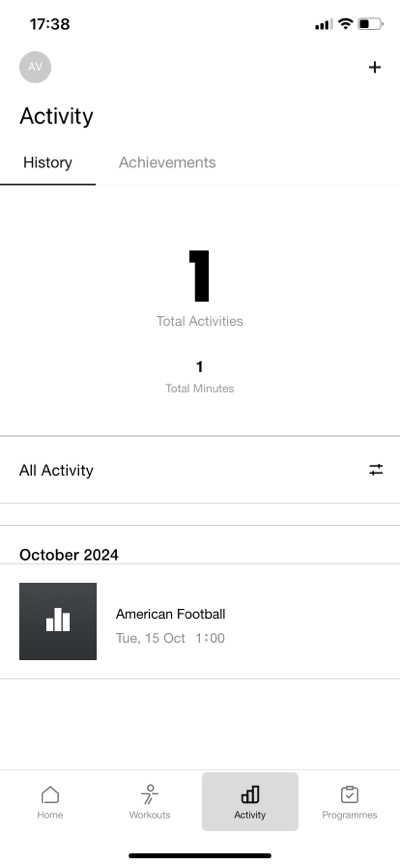 17:38
AV
+
Activity
History Achievements
1
Total Activities
1
Total Minutes
All Activity
October 2024
American Football
Tue, 15 Oct 1:00
Home Workouts Activity Programmes